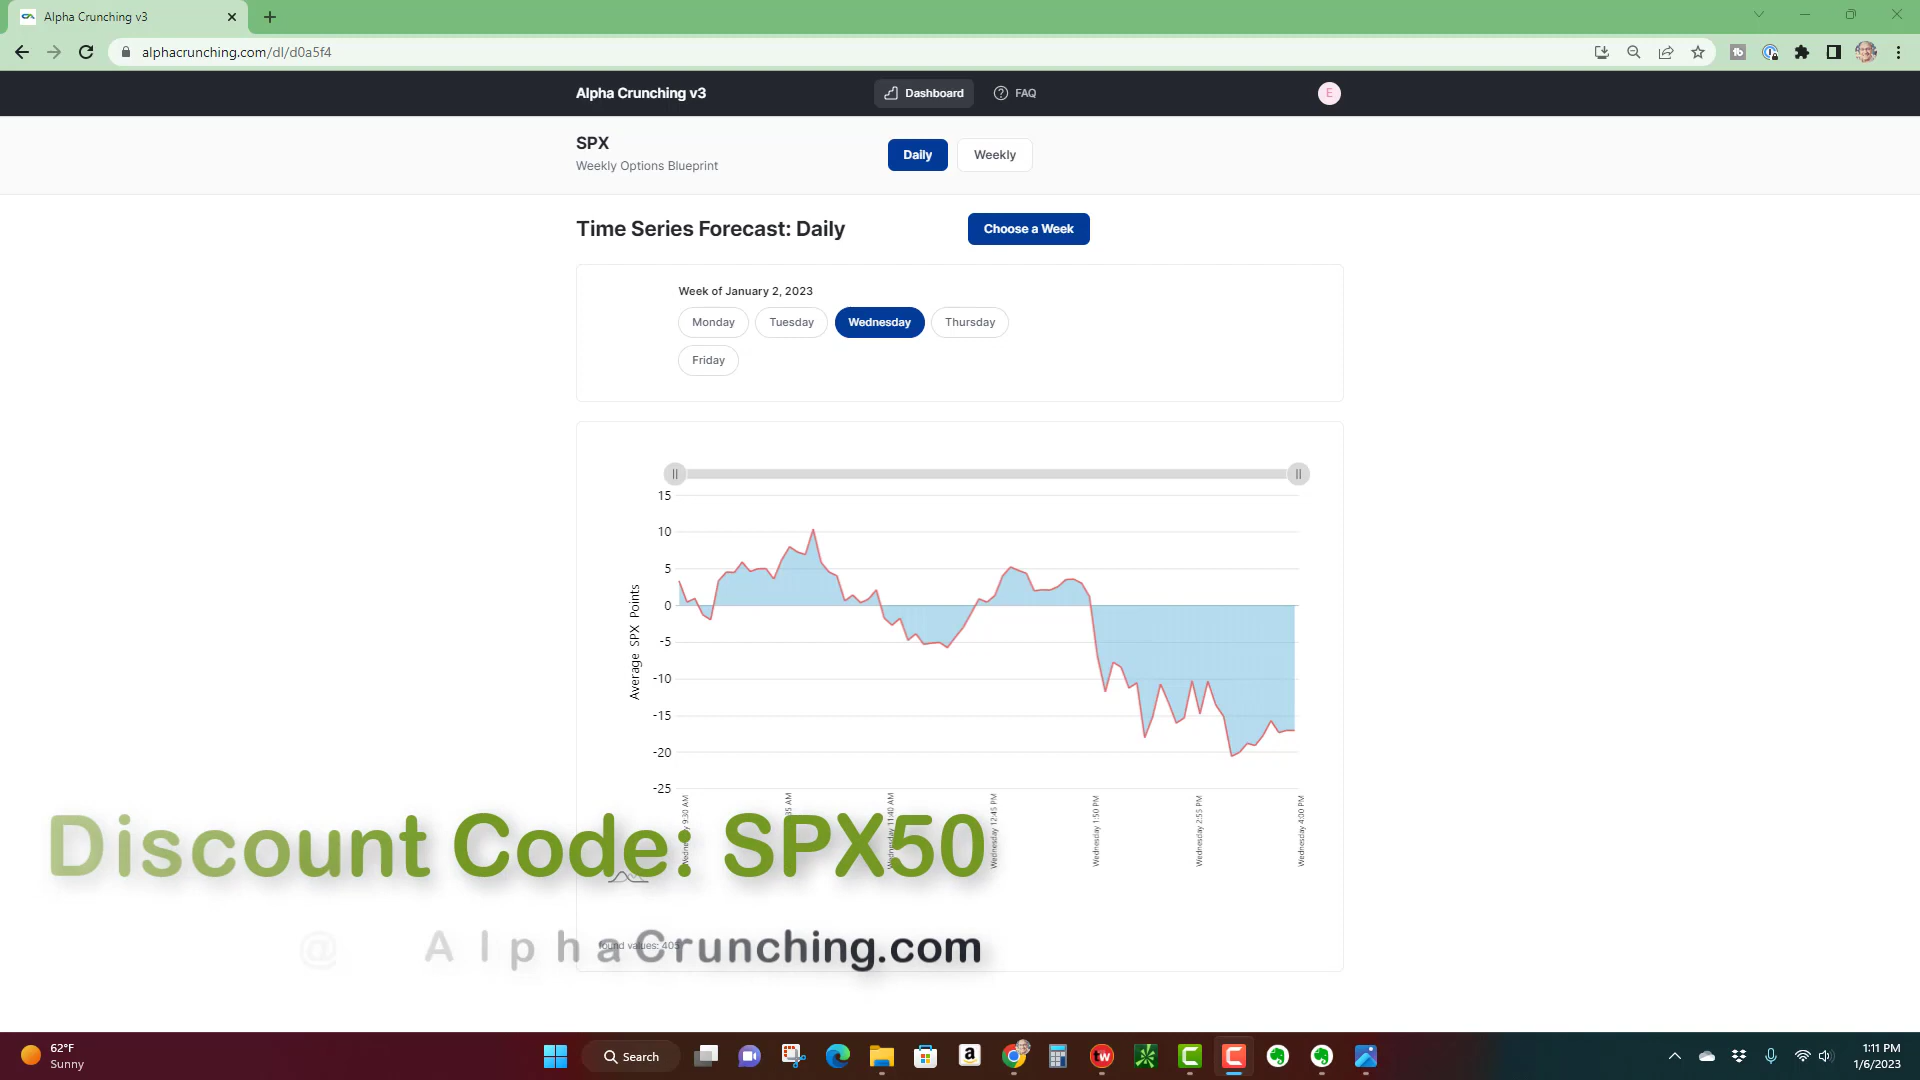 Alpha Crunching v3
alphacrunching.com/dl/d0a5f4
Alpha Crunching v3
Dashboard
FAQ
E
SPX
Weekly Options Blueprint
Daily
Weekly
Time Series Forecast: Daily
Choose a Week
Week of January 2, 2023
Monday
Tuesday
Wednesday
Thursday
Friday
15
10
5
0
-5
-10
-15
-20
-25
Average SPX Points
Wednesday 12:45 PM
Wednesday 1:50 PM
Wednesday 2:55 PM
Wednesday 4:00 PM
Discount Code: SPX50
found values: 405
@ AlphaCrunching.com
62°F
Sunny
Search
1:11 PM
1/6/2023